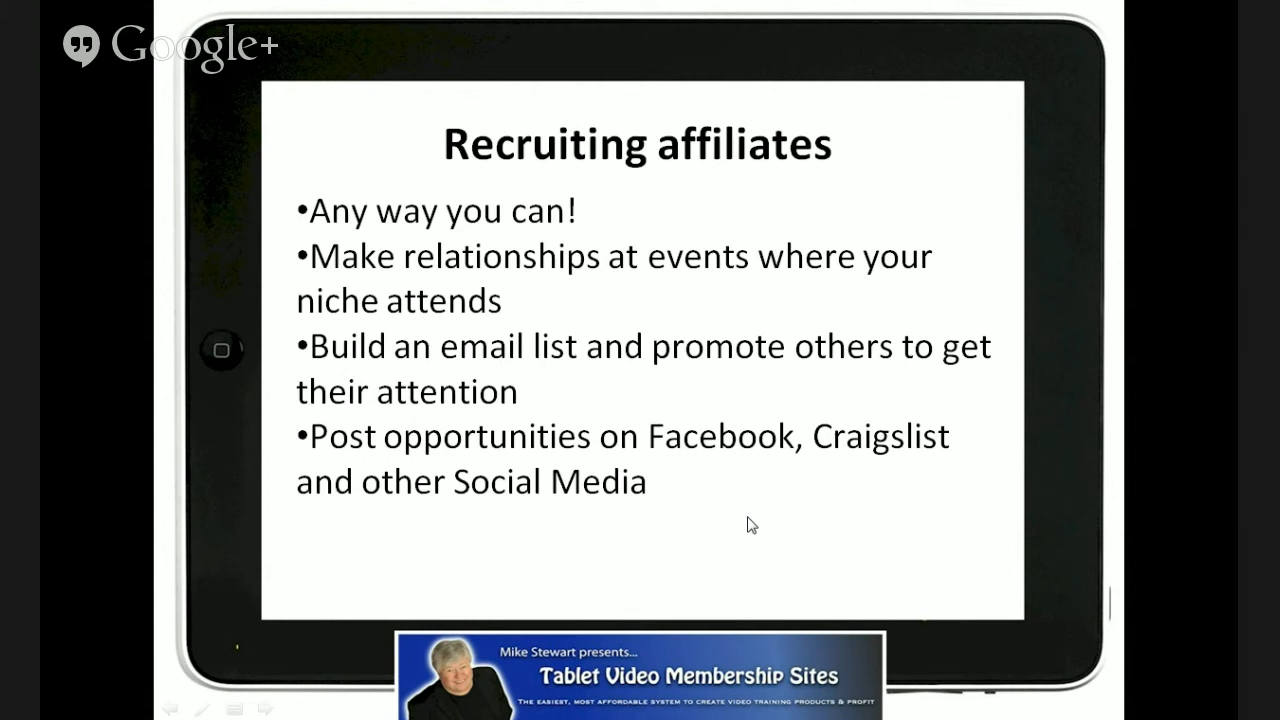 Google+
Recruiting affiliates
•Any way you can!
•Make relationships at events where your
niche attends
•Build an email list and promote others to get
their attention
•Post opportunities on Facebook, Craigslist
and other Social Media
Mike Stewart presents...
Tablet Video Membership Sites
THE EASIEST, MOST AFFORDABLE SYSTEM TO CREATE VIDEO TRAINING PRODUCTS & PROFIT